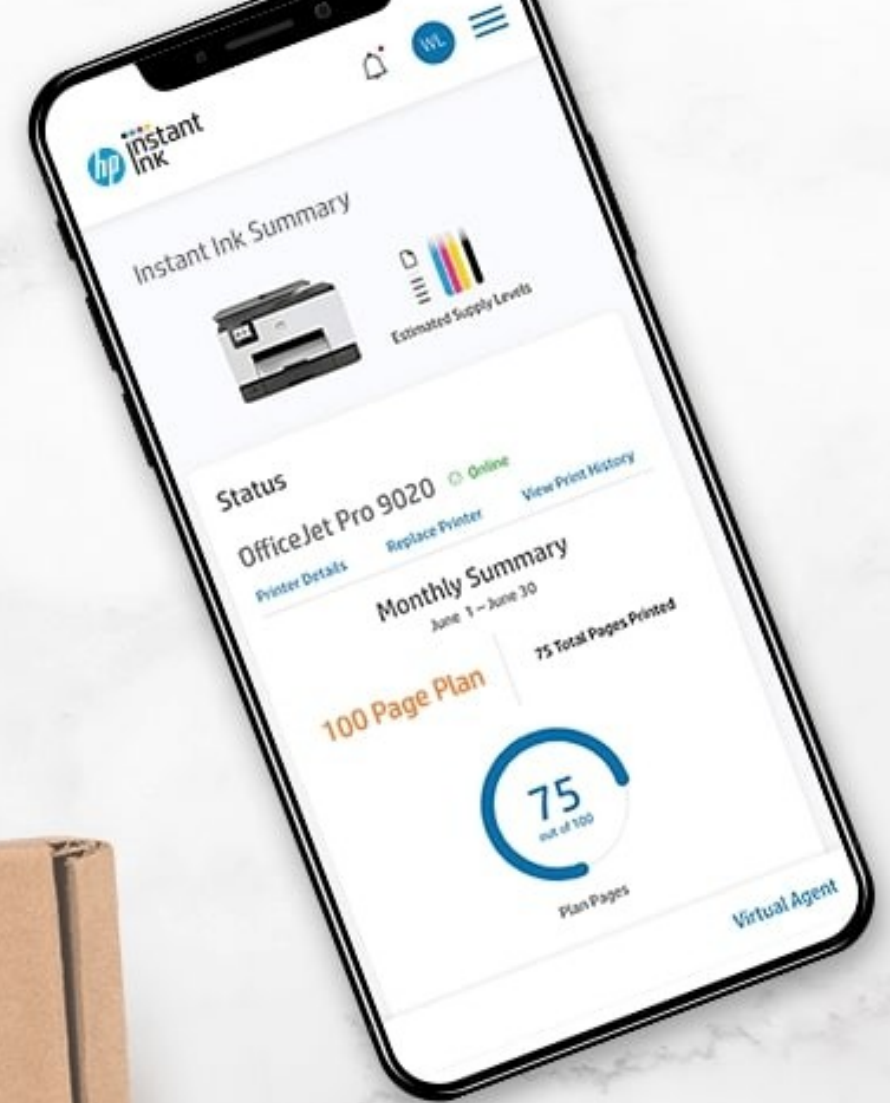 WL
hp
instant
ink
Instant Ink Summary
Estimated Supply Levels
Status
OfficeJet Pro 9020 Online
Printer Details Replace Printer View Print History
Monthly Summary
June 1 – June 30
100 Page Plan
75 Total Pages Printed
75
out of 100
Plan Pages
Virtual Agent